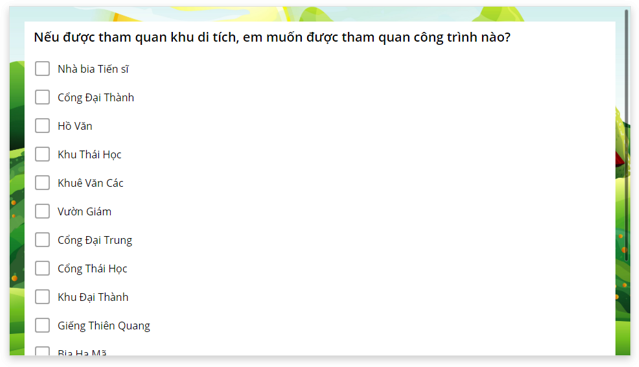 Nếu được tham quan khu di tích, em muốn được tham quan công trình nào?
Nhà bia Tiến sĩ
Cổng Đại Thành
Hồ Văn
Khu Thái Học
Khuê Văn Các
Vườn Giám
Cổng Đại Trung
Cổng Thái Học
Khu Đại Thành
Giếng Thiên Quang
Bia Hạ Mã